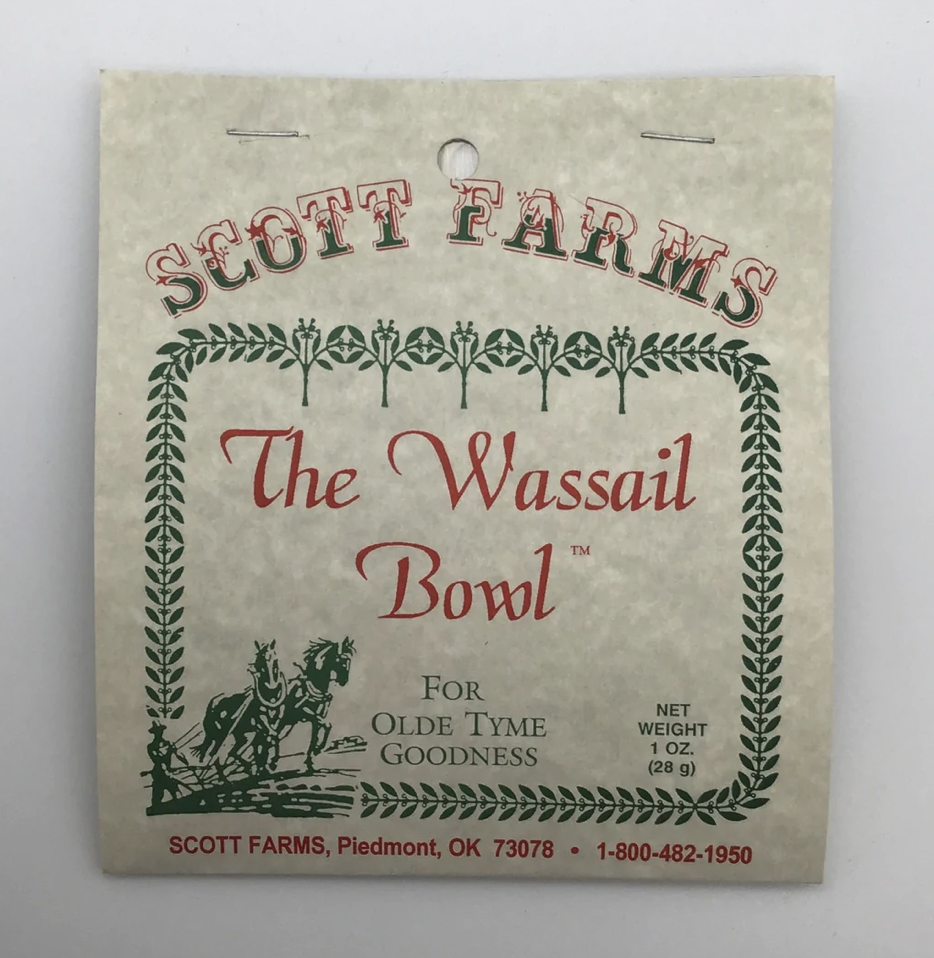 SCOTT FARMS
The Wassail
Bowl™
FOR
OLDE TYME
GOODNESS
NET
WEIGHT
1 OZ.
(28 g)
SCOTT FARMS, Piedmont, OK 73078 • 1-800-482-1950